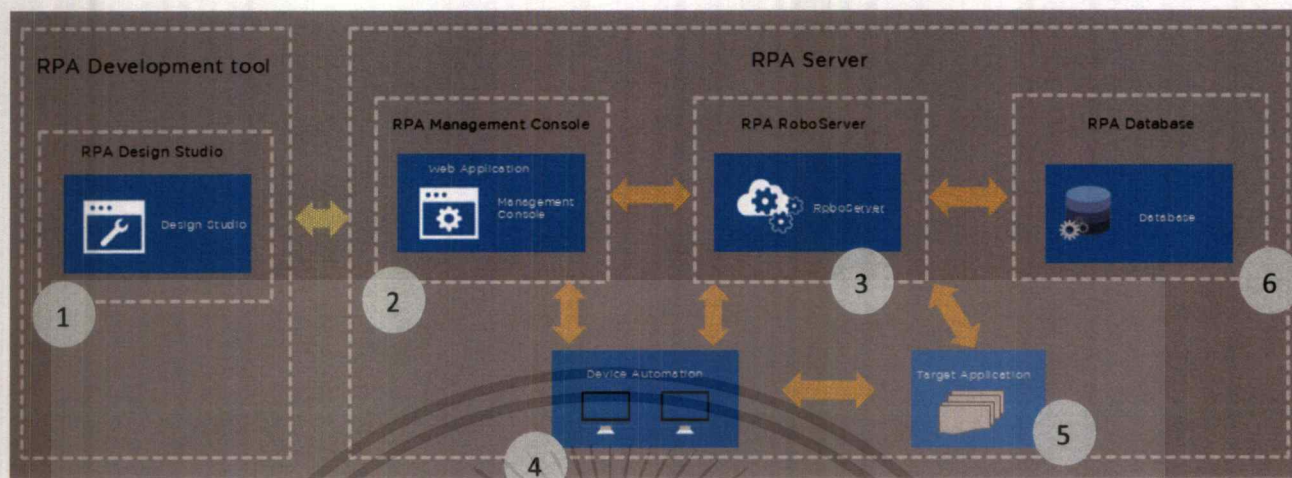 RPA Development tool
RPA Server
RPA Design Studio
Design Studio
1
RPA Management Console
Web Application
Management
Console
2
RPA RoboServer
RoboServer
3
RPA Database
Database
6
Device Automation
4
Target Application
5